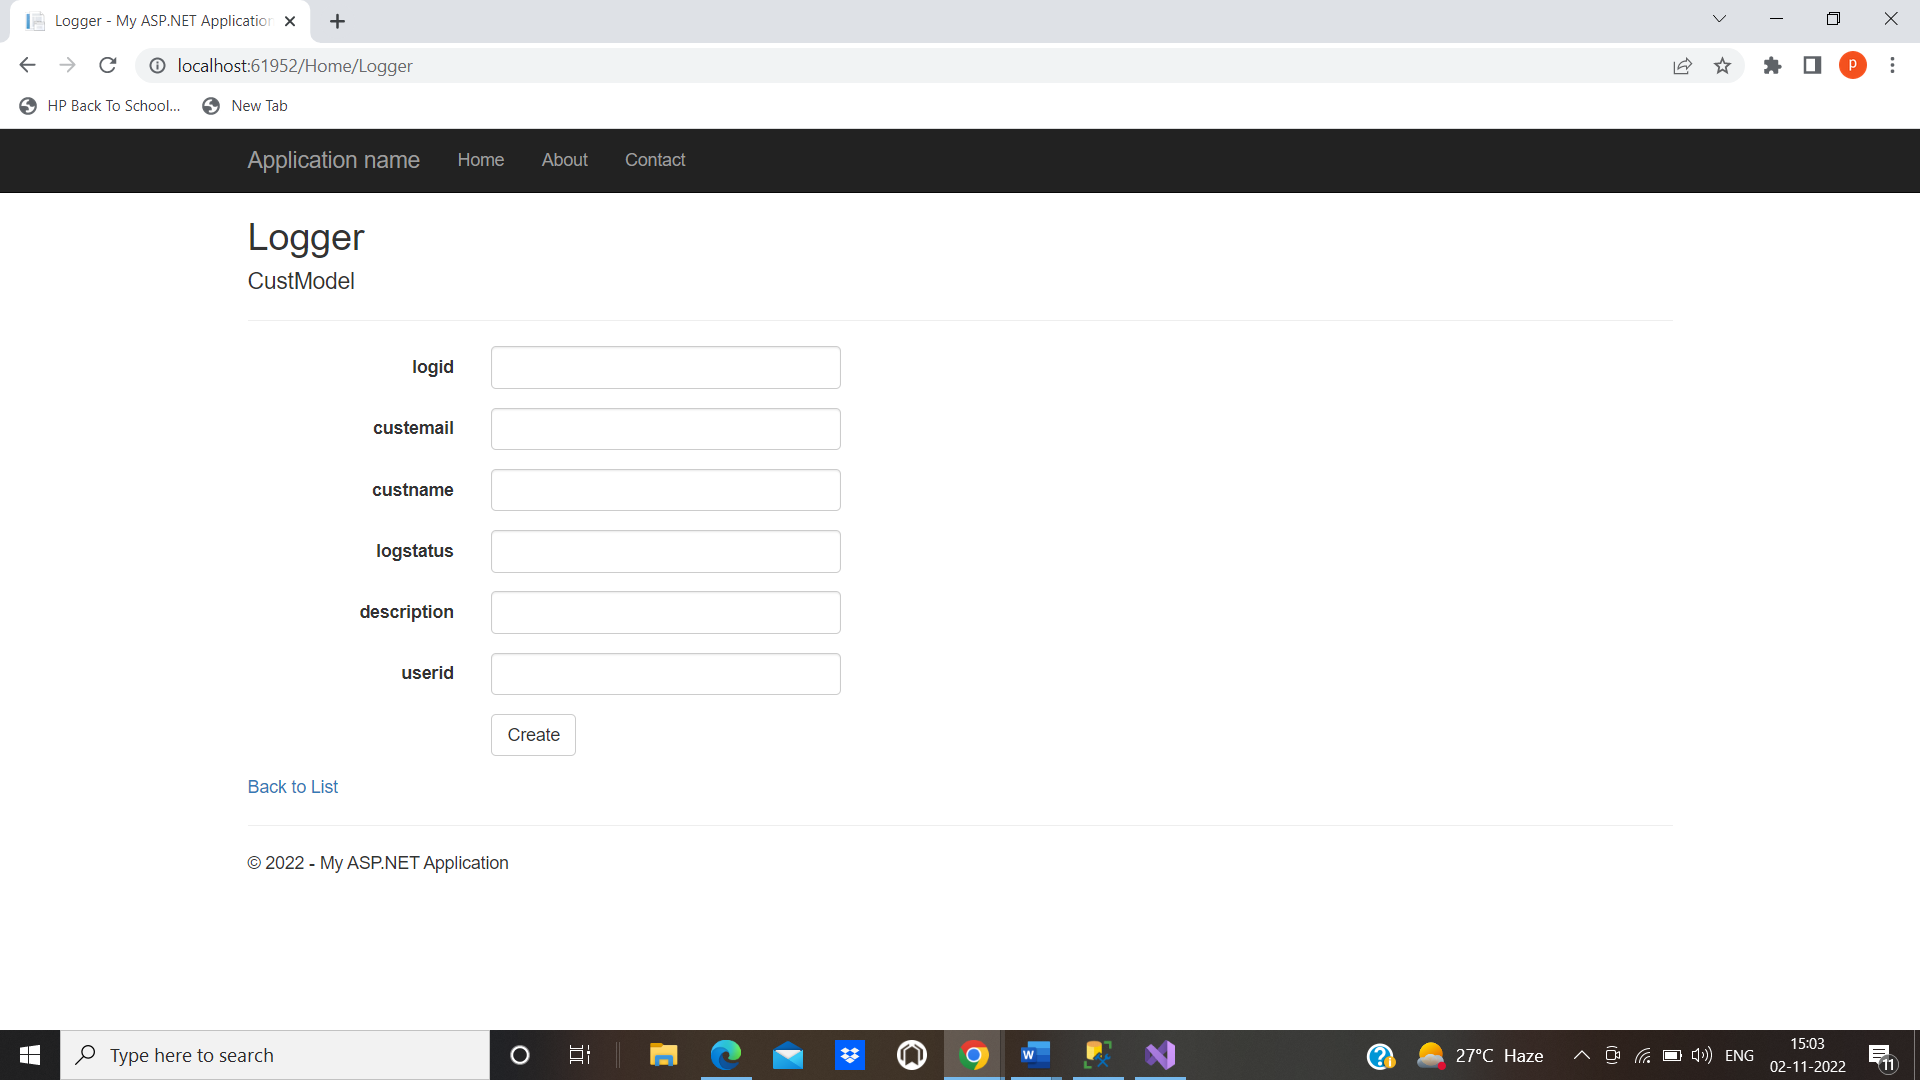 Logger - My ASP.NET Application
localhost:61952/Home/Logger
P
HP Back To School...
New Tab
Application name
Home
About
Contact
Logger
CustModel
logid
custemail
custname
logstatus
description
userid
Create
Back to List
© 2022 - My ASP.NET Application
Type here to search
W
27°C Haze
ENG
15:03
02-11-2022
11